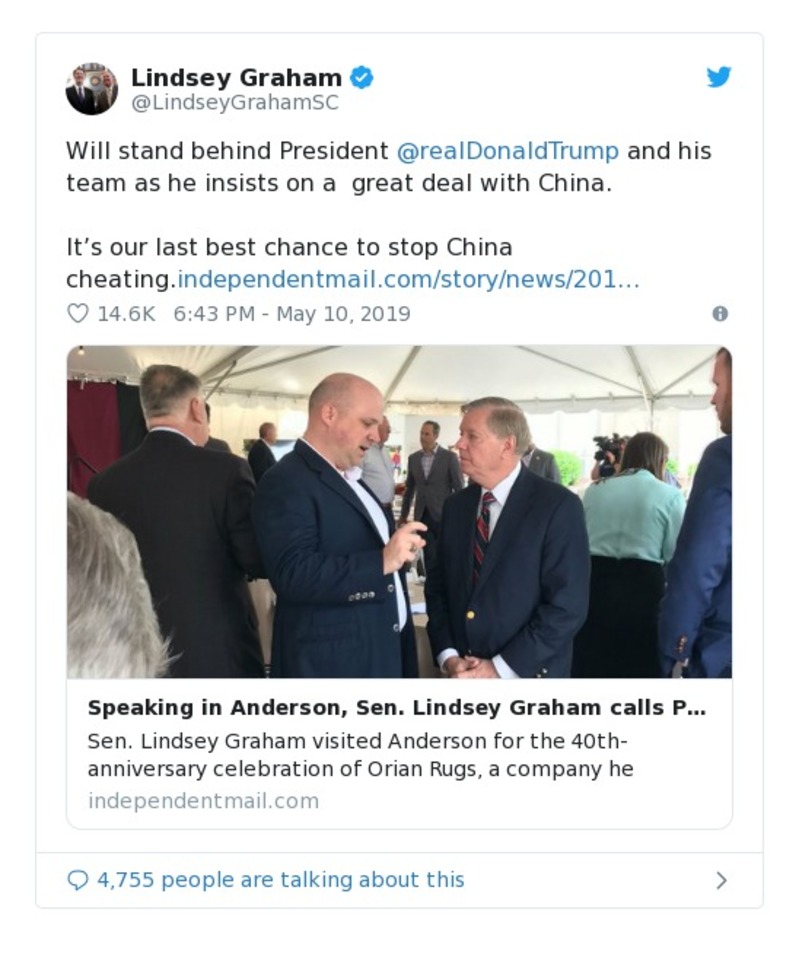 Lindsey Graham
@LindseyGrahamSC
Will stand behind President @realDonaldTrump and his
team as he insists on a  great deal with China.
It’s our last best chance to stop China
cheating.independentmail.com/story/news/201…
14.6K 6:43 PM - May 10, 2019
Speaking in Anderson, Sen. Lindsey Graham calls P…
Sen. Lindsey Graham visited Anderson for the 40th-
anniversary celebration of Orian Rugs, a company he
independentmail.com
4,755 people are talking about this